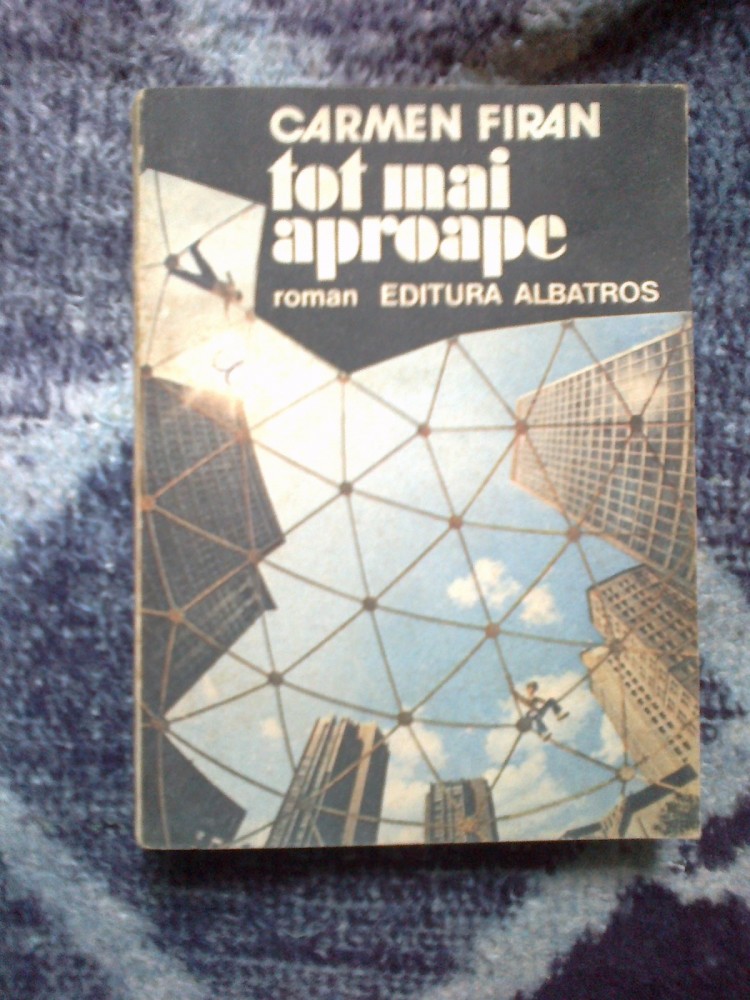 CARMEN FIRAN
tot mai
aproape
roman EDITURA ALBATROS